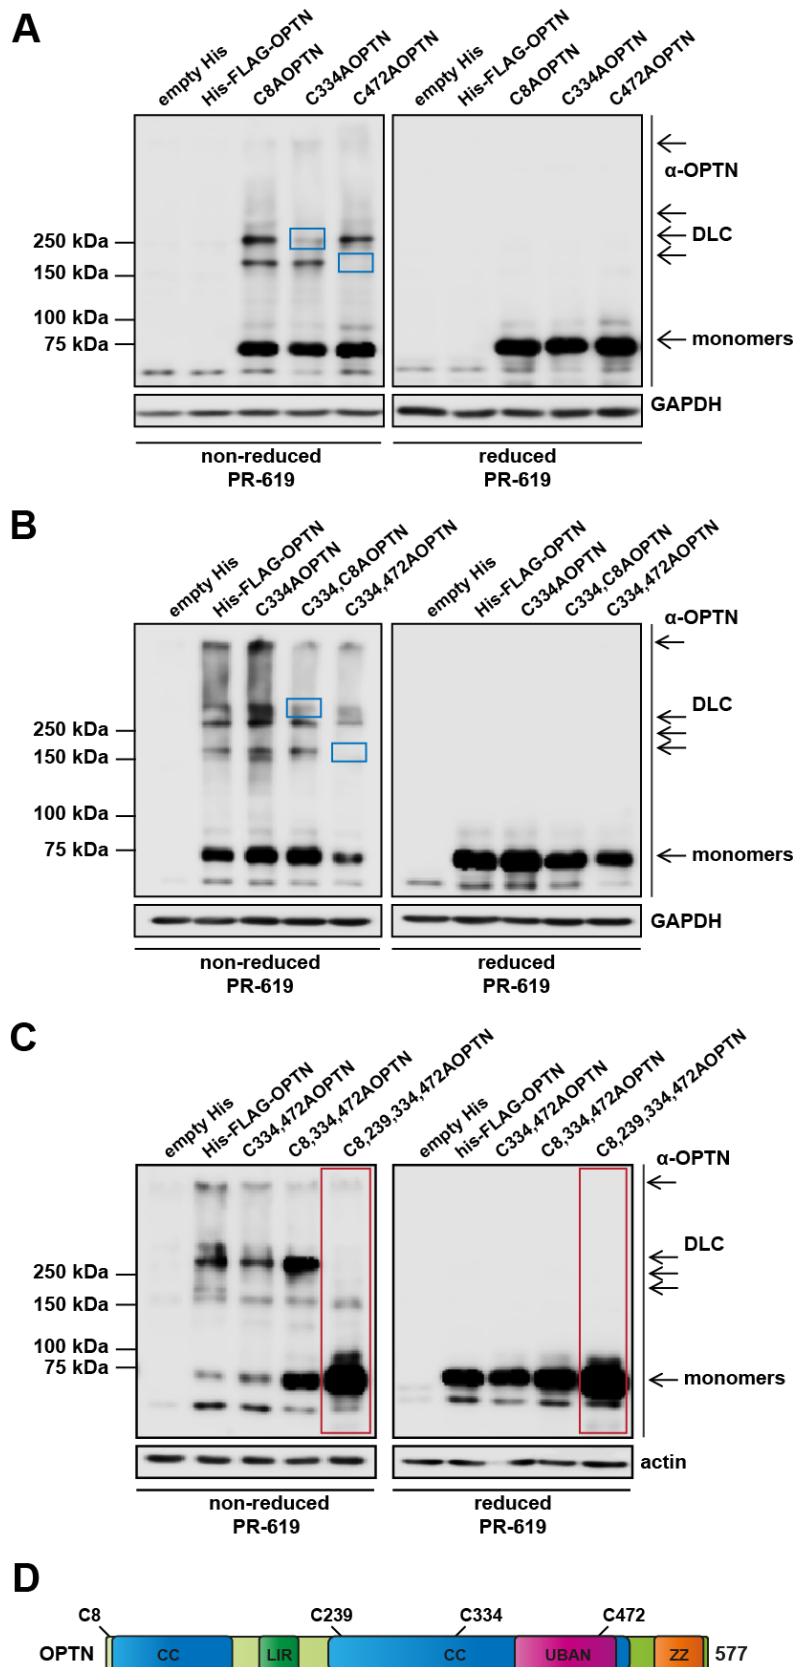 A
empty His
His-FLAG-OPTN
C8AOPTN
C334AOPTN
C472AOPTN
empty His
His-FLAG-OPTN
C8AOPTN
C334AOPTN
C472AOPTN
α-OPTN
250 kDa
DLC
150 kDa
100 kDa
75 kDa
monomers
GAPDH
non-reduced
PR-619
reduced
PR-619
B
empty His
His-FLAG-OPTN
C334AOPTN
C334,C8AOPTN
C334,472AOPTN
empty His
His-FLAG-OPTN
C334AOPTN
C334,C8AOPTN
C334,472AOPTN
α-OPTN
DLC
250 kDa
150 kDa
100 kDa
75 kDa
monomers
GAPDH
non-reduced
PR-619
reduced
PR-619
C
empty His
His-FLAG-OPTN
C334,472AOPTN
C8,334,472AOPTN
C8,239,334,472AOPTN
empty His
his-FLAG-OPTN
C334,472AOPTN
C8,334,472AOPTN
C8,239,334,472AOPTN
α-OPTN
DLC
250 kDa
150 kDa
100 kDa
75 kDa
monomers
actin
non-reduced
PR-619
reduced
PR-619
D
C8 C239 C334 C472
OPTN CC LIR CC UBAN ZZ 577